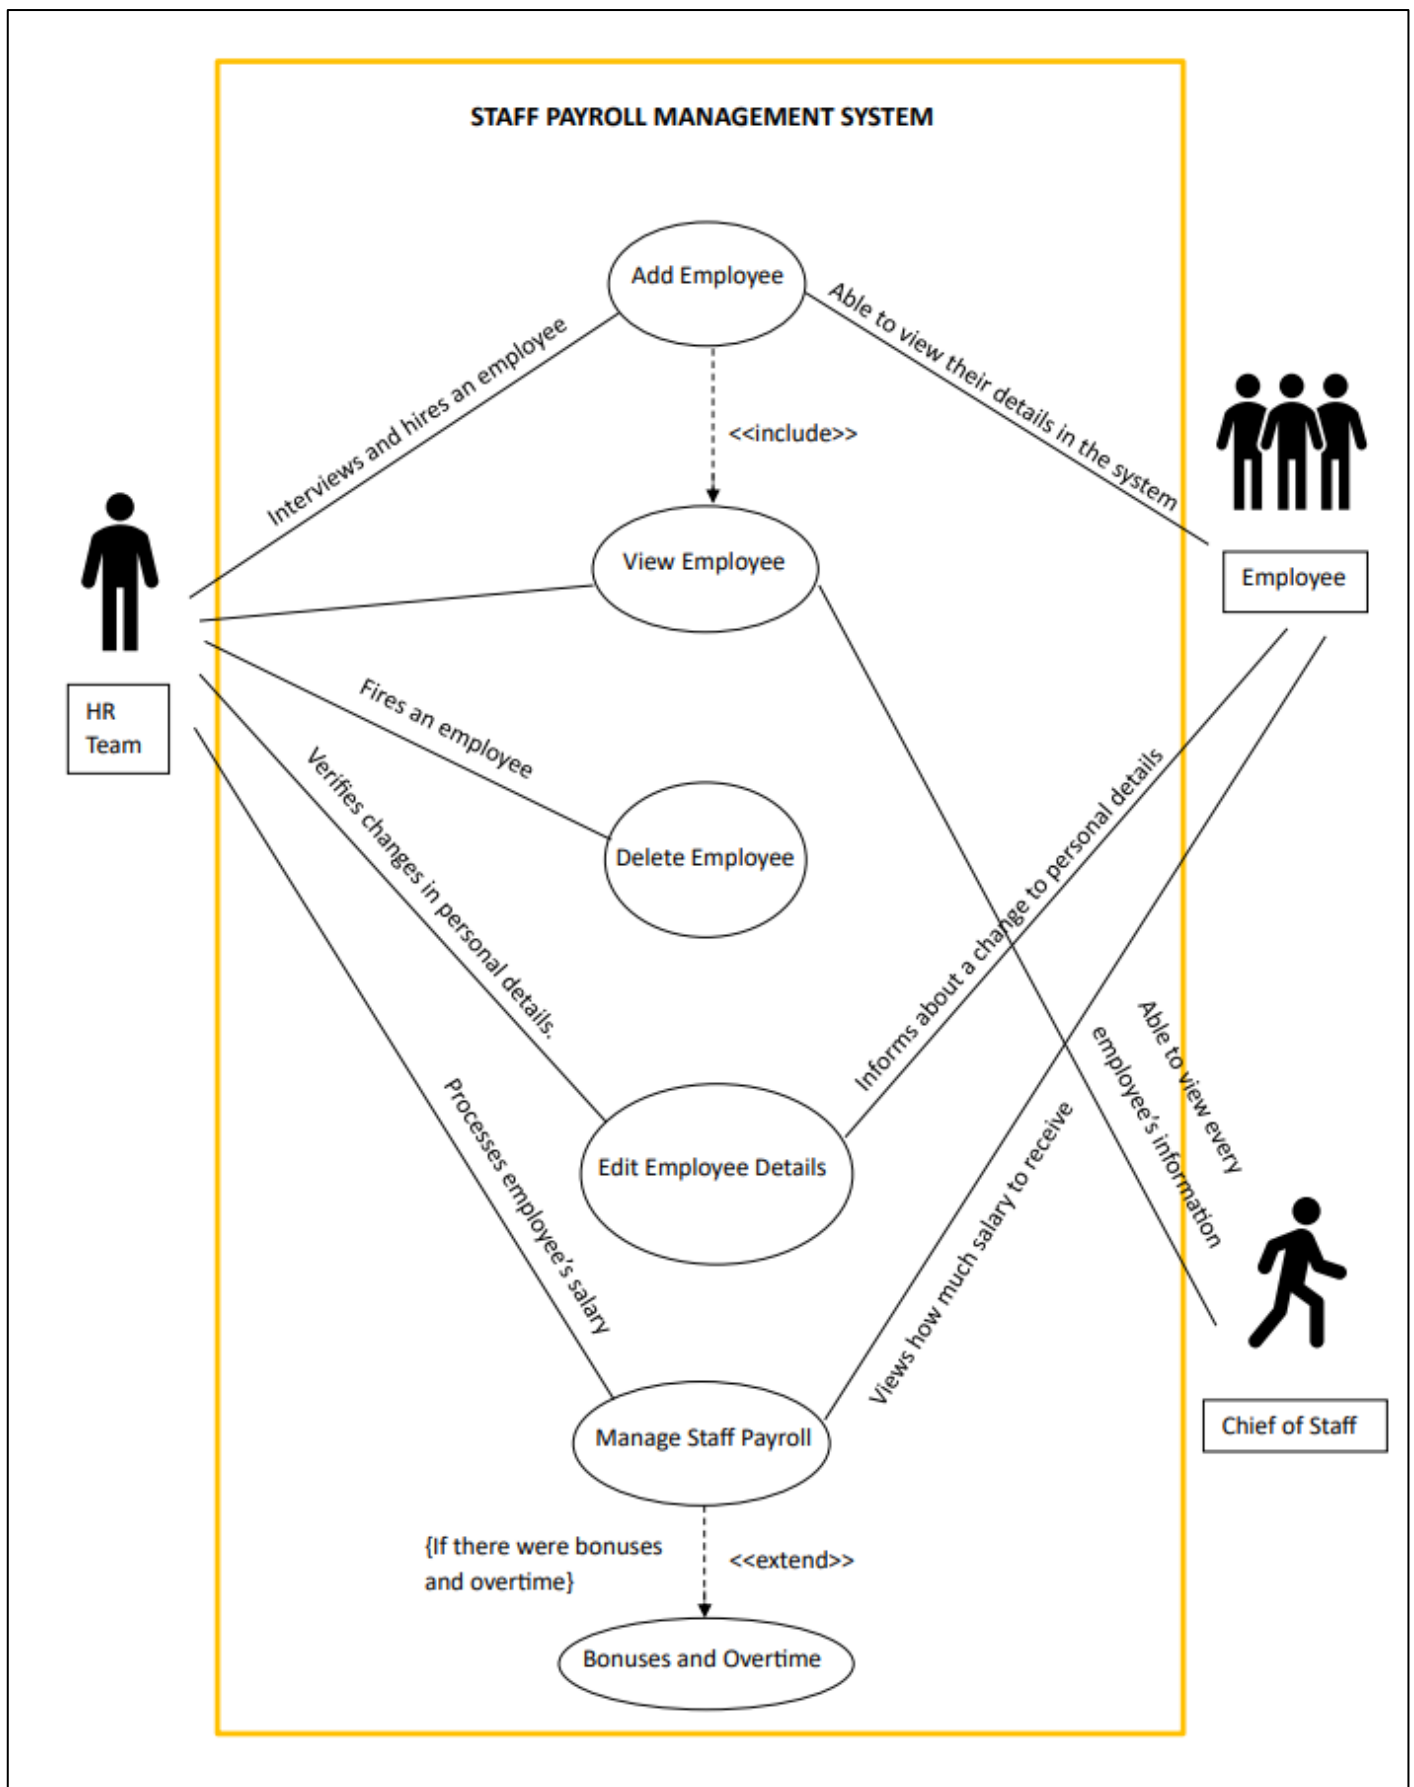 STAFF PAYROLL MANAGEMENT SYSTEM
Add Employee
Interviews and hires an employee
Able to view their details in the system
<<include>>
View Employee
Employee
HR
Team
Fires an employee
Verifies changes in personal details.
Delete Employee
Informs about a change to personal details
Able to view every
employee's information
Processes employee's salary
Edit Employee Details
Views how much salary to receive
Chief of Staff
Manage Staff Payroll
{If there were bonuses
and overtime}
<<extend>>
Bonuses and Overtime